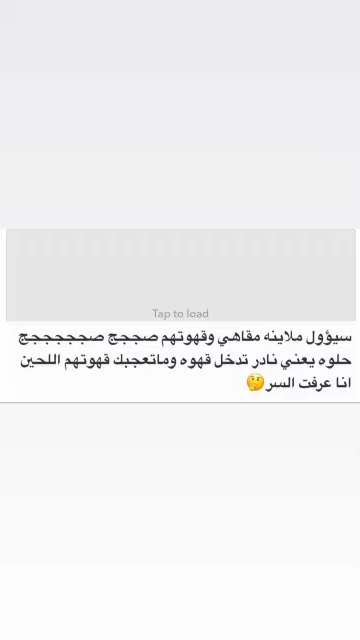 Tap to load
سيؤول ملاينه مقاهي وقهوتهم صججج صججججججج
حلوه يعني نادر تدخل قهوه وماتعجبك قهوتهم اللحين
انا عرفت السر🤔